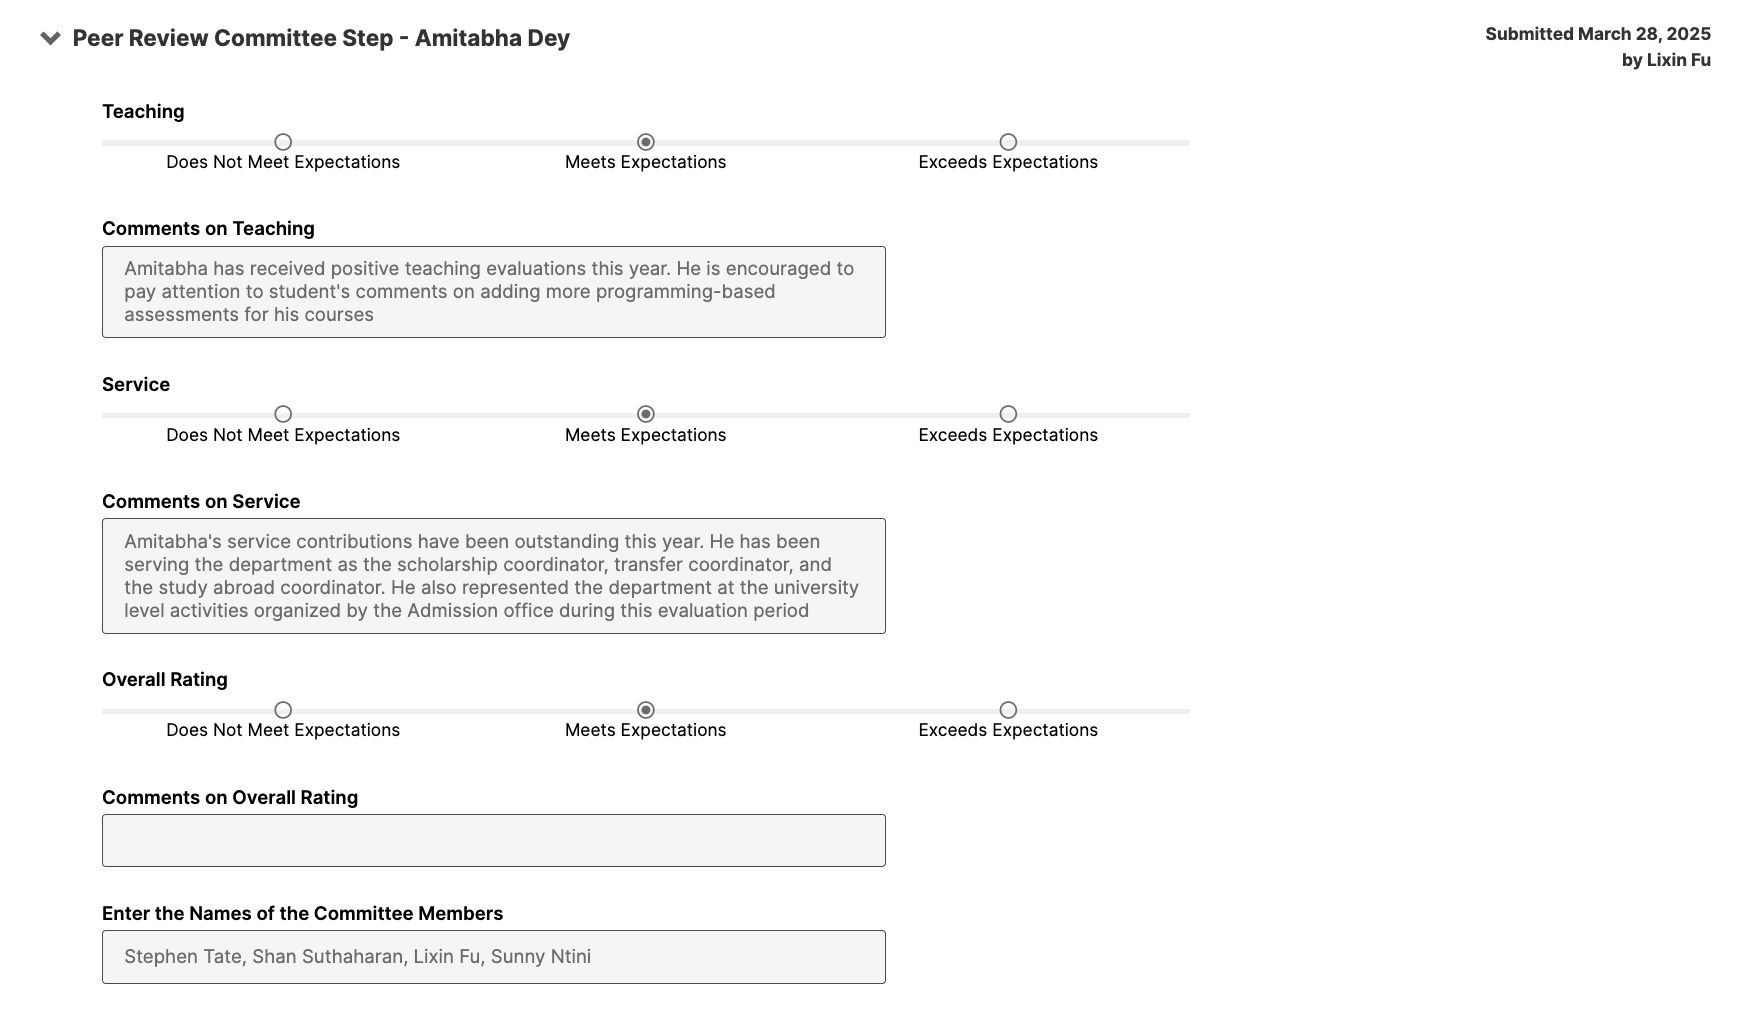 Peer Review Committee Step - Amitabha Dey
Submitted March 28, 2025
by Lixin Fu
Teaching
Does Not Meet Expectations
Meets Expectations
Exceeds Expectations
Comments on Teaching
Amitabha has received positive teaching evaluations this year. He is encouraged to
pay attention to student's comments on adding more programming-based
assessments for his courses
Service
Does Not Meet Expectations
Meets Expectations
Exceeds Expectations
Comments on Service
Amitabha's service contributions have been outstanding this year. He has been
serving the department as the scholarship coordinator, transfer coordinator, and
the study abroad coordinator. He also represented the department at the university
level activities organized by the Admission office during this evaluation period
Overall Rating
Does Not Meet Expectations
Meets Expectations
Exceeds Expectations
Comments on Overall Rating
Enter the Names of the Committee Members
Stephen Tate, Shan Suthaharan, Lixin Fu, Sunny Ntini